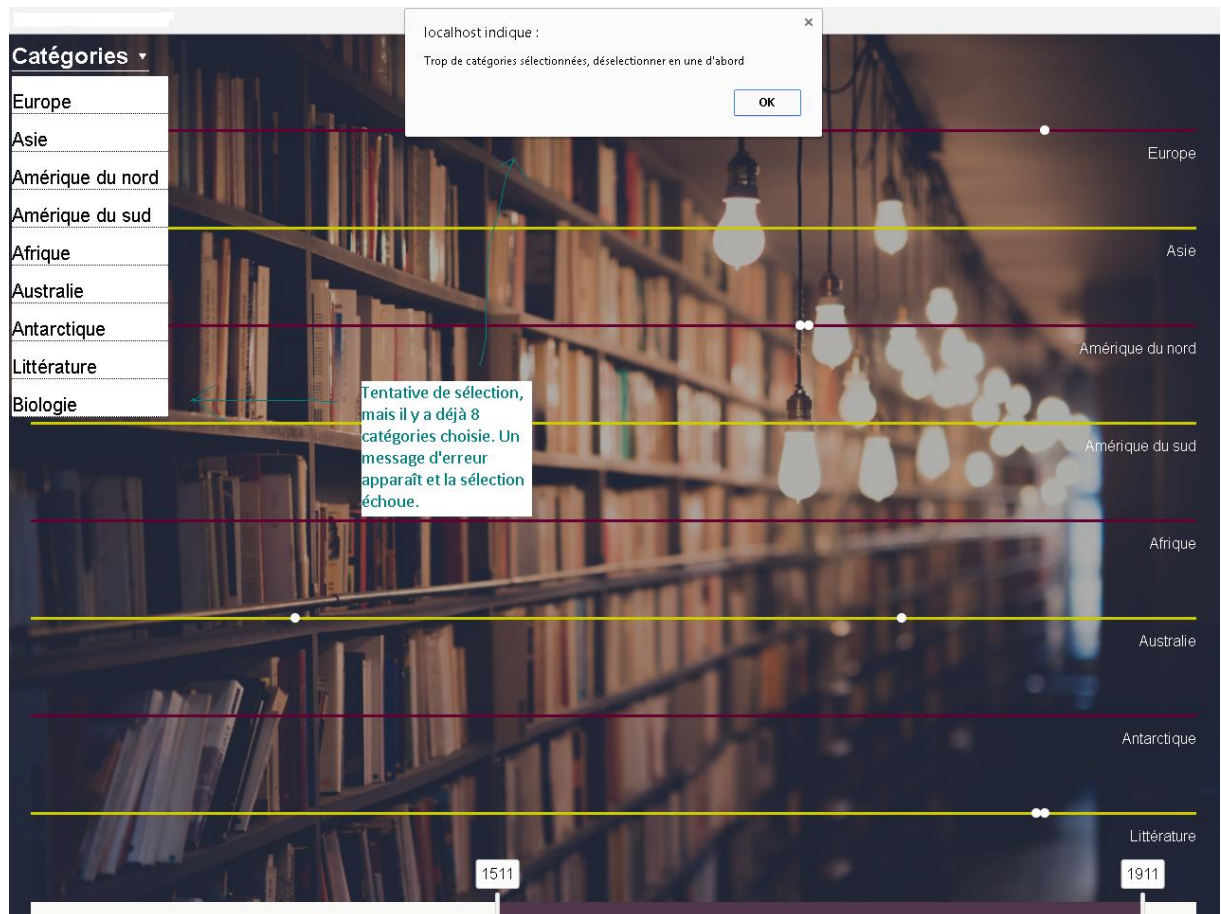 localhost indique :
Trop de catégories sélectionnées, déselectionner en une d'abord
OK
Catégories
Europe
Asie
Amérique du nord
Amérique du sud
Afrique
Australie
Antarctique
Littérature
Biologie
Tentative de sélection,
mais il y a déjà 8
catégories choisie. Un
message d'erreur
apparaît et la sélection
échoue.
Europe
Asie
Amérique du nord
Amérique du sud
Afrique
Australie
Antarctique
Littérature
1511
1911